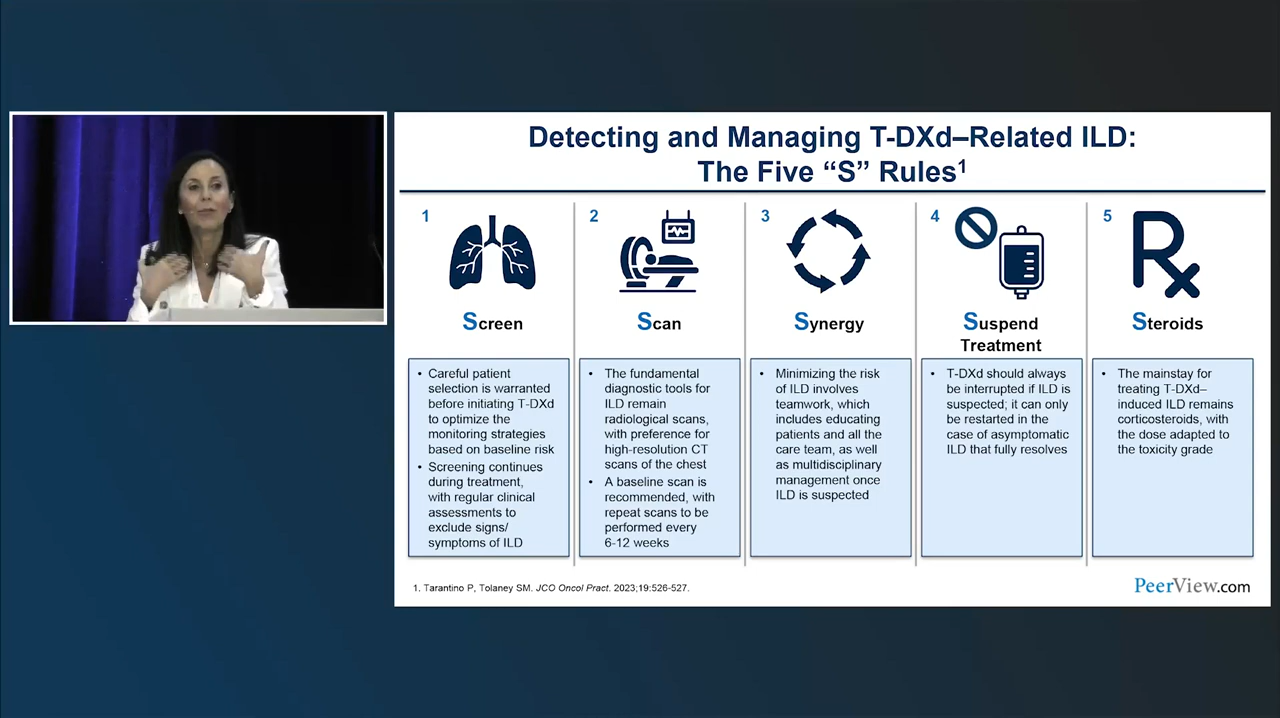 Detecting and Managing T-DXd–Related ILD:
The Five “S” Rules1
1
Screen
• Careful patient
selection is warranted
before initiating T-DXd
to optimize the
monitoring strategies
based on baseline risk
• Screening continues
during treatment,
with regular clinical
assessments to
exclude signs/
symptoms of ILD
2
Scan
• The fundamental
diagnostic tools for
ILD remain
radiological scans,
with preference for
high-resolution CT
scans of the chest
• A baseline scan is
recommended, with
repeat scans to be
performed every
6-12 weeks
3
Synergy
• Minimizing the risk
of ILD involves
teamwork, which
includes educating
patients and all the
care team, as well
as multidisciplinary
management once
ILD is suspected
4
Suspend
Treatment
• T-DXd should always
be interrupted if ILD is
suspected; it can only
be restarted in the
case of asymptomatic
ILD that fully resolves
5
Rx
Steroids
• The mainstay for
treating T-DXd–
induced ILD remains
corticosteroids, with
the dose adapted to
the toxicity grade
1. Tarantino P, Tolaney SM. JCO Oncol Pract. 2023;19:526-527.
PeerView.com